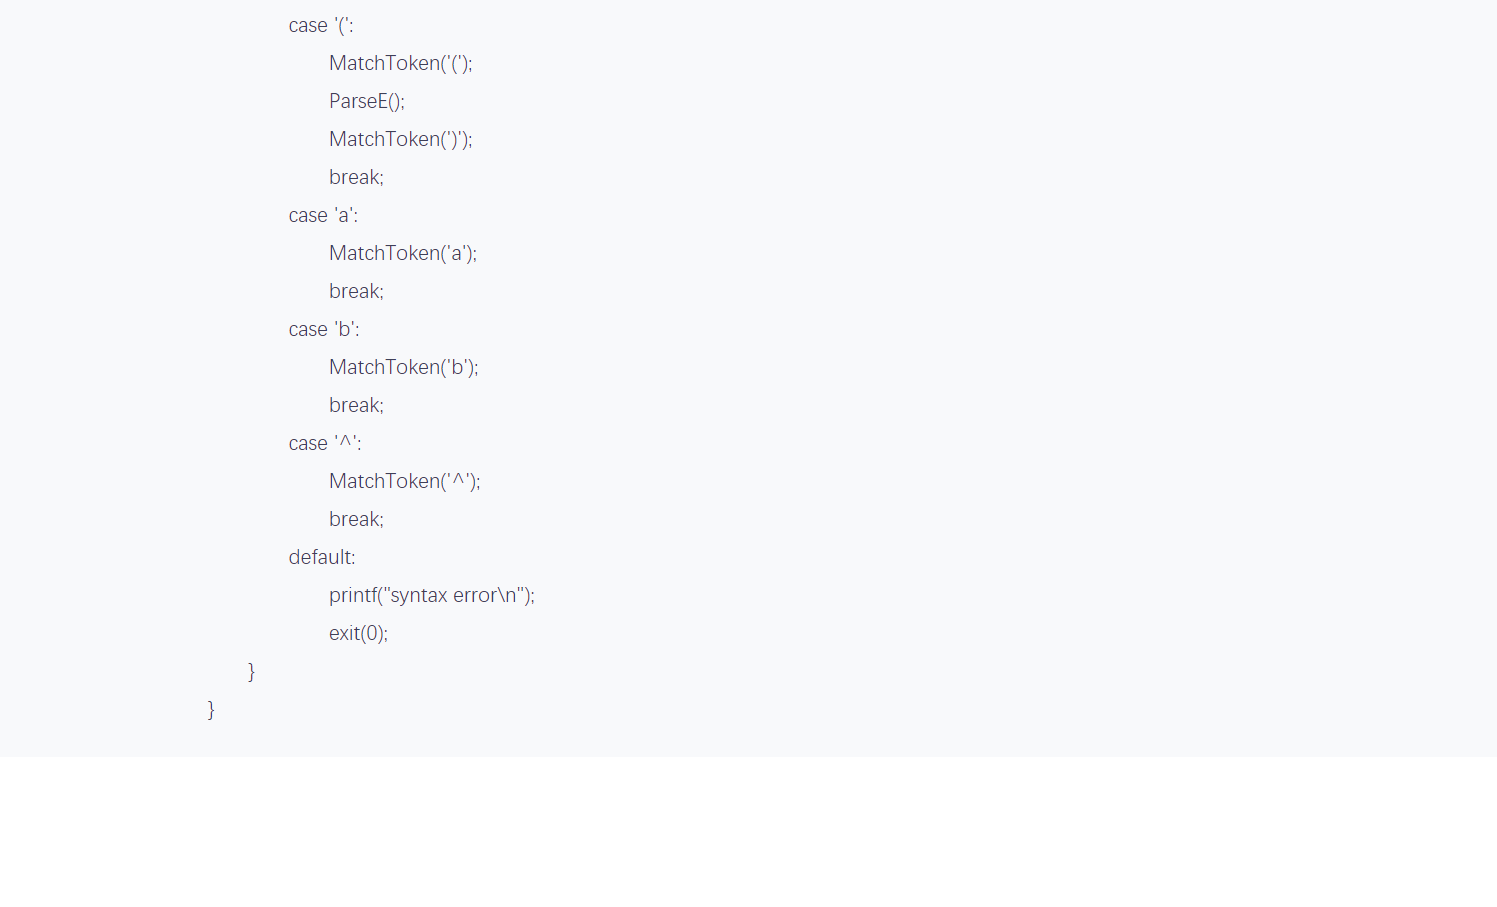 case '(':
MatchToken('(');
ParseE();
MatchToken(')');
break;
case 'a':
MatchToken('a');
break;
case 'b':
MatchToken('b');
break;
case '^':
MatchToken('^');
break;
default:
printf("syntax error\n");
exit(0);
}
}